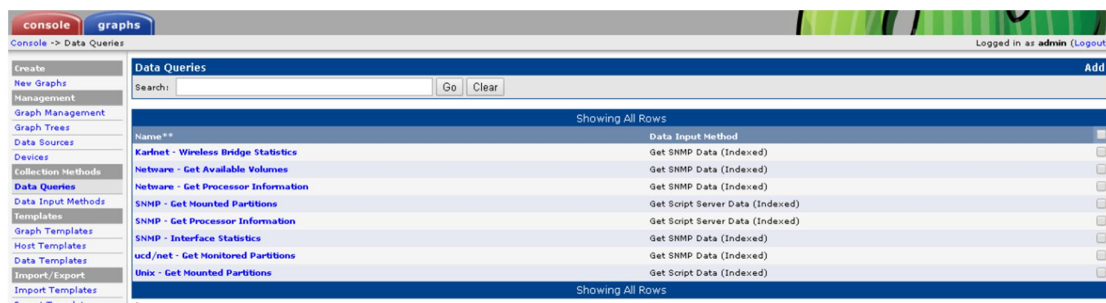 console graphs
Console -> Data Queries
Logged in as admin (Logout
Create
New Graphs
Management
Graph Management
Graph Trees
Data Sources
Devices
Collection Methods
Data Queries
Data Input Methods
Templates
Graph Templates
Host Templates
Data Templates
Import/Export
Import Templates
Data Queries Add
Search: Go Clear
Showing All Rows
Name** Data Input Method
Karlnet - Wireless Bridge Statistics Get SNMP Data (Indexed)
Netware - Get Available Volumes Get SNMP Data (Indexed)
Netware - Get Processor Information Get SNMP Data (Indexed)
SNMP - Get Mounted Partitions Get Script Server Data (Indexed)
SNMP - Get Processor Information Get Script Server Data (Indexed)
SNMP - Interface Statistics Get SNMP Data (Indexed)
ucd/net - Get Monitored Partitions Get SNMP Data (Indexed)
Unix - Get Mounted Partitions Get Script Data (Indexed)
Showing All Rows